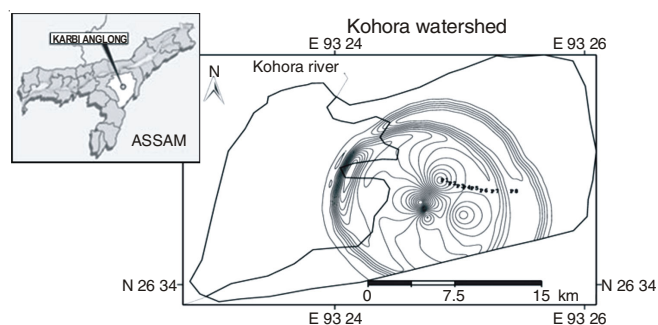 Kohora watershed
KARBI ANGLONG
ASSAM
E 93 24 E 93 26
N
Kohora river
P8
N 26 34 N 26 34
0 7.5 15 km
E 93 24 E 93 26